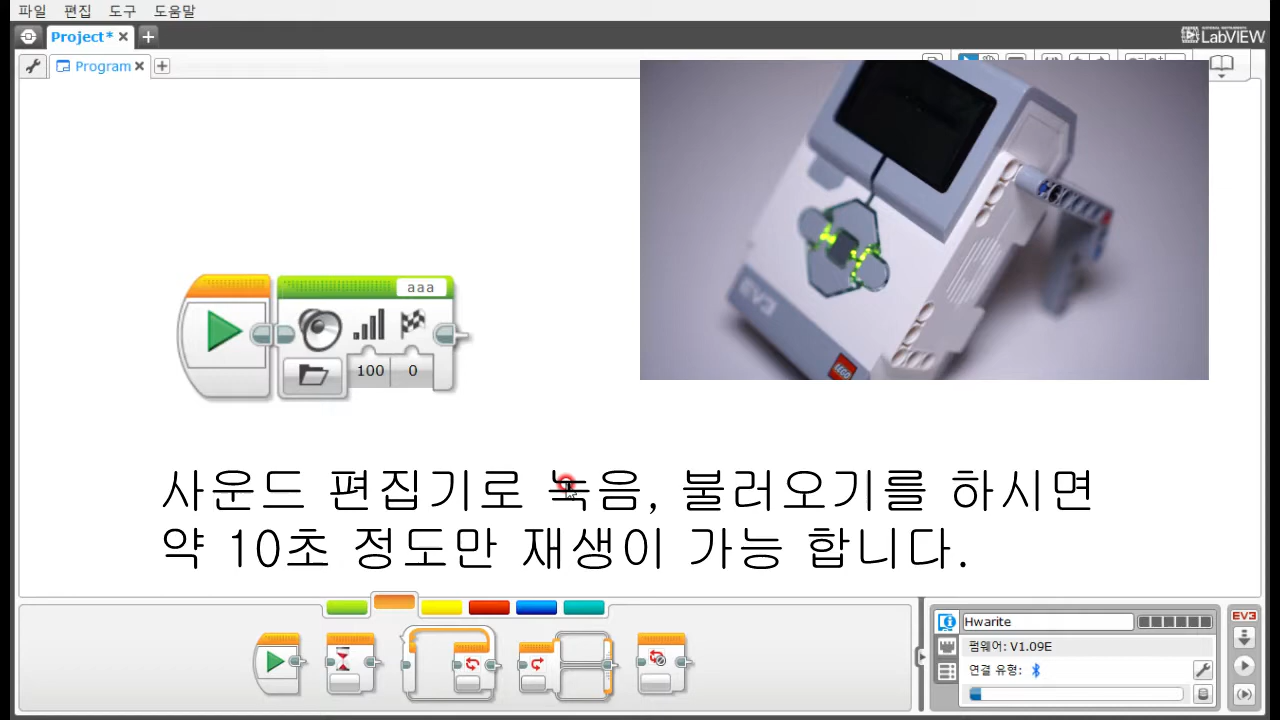 파일 편집 도구 도움말
Project*
LabVIEW
Program
aaa
100 0
EV3
LEGO
사운드 편집기로 녹음, 불러오기를 하시면
약 10초 정도만 재생이 가능 합니다.
Hwarite
EV3
펌웨어: V1.09E
연결 유형: